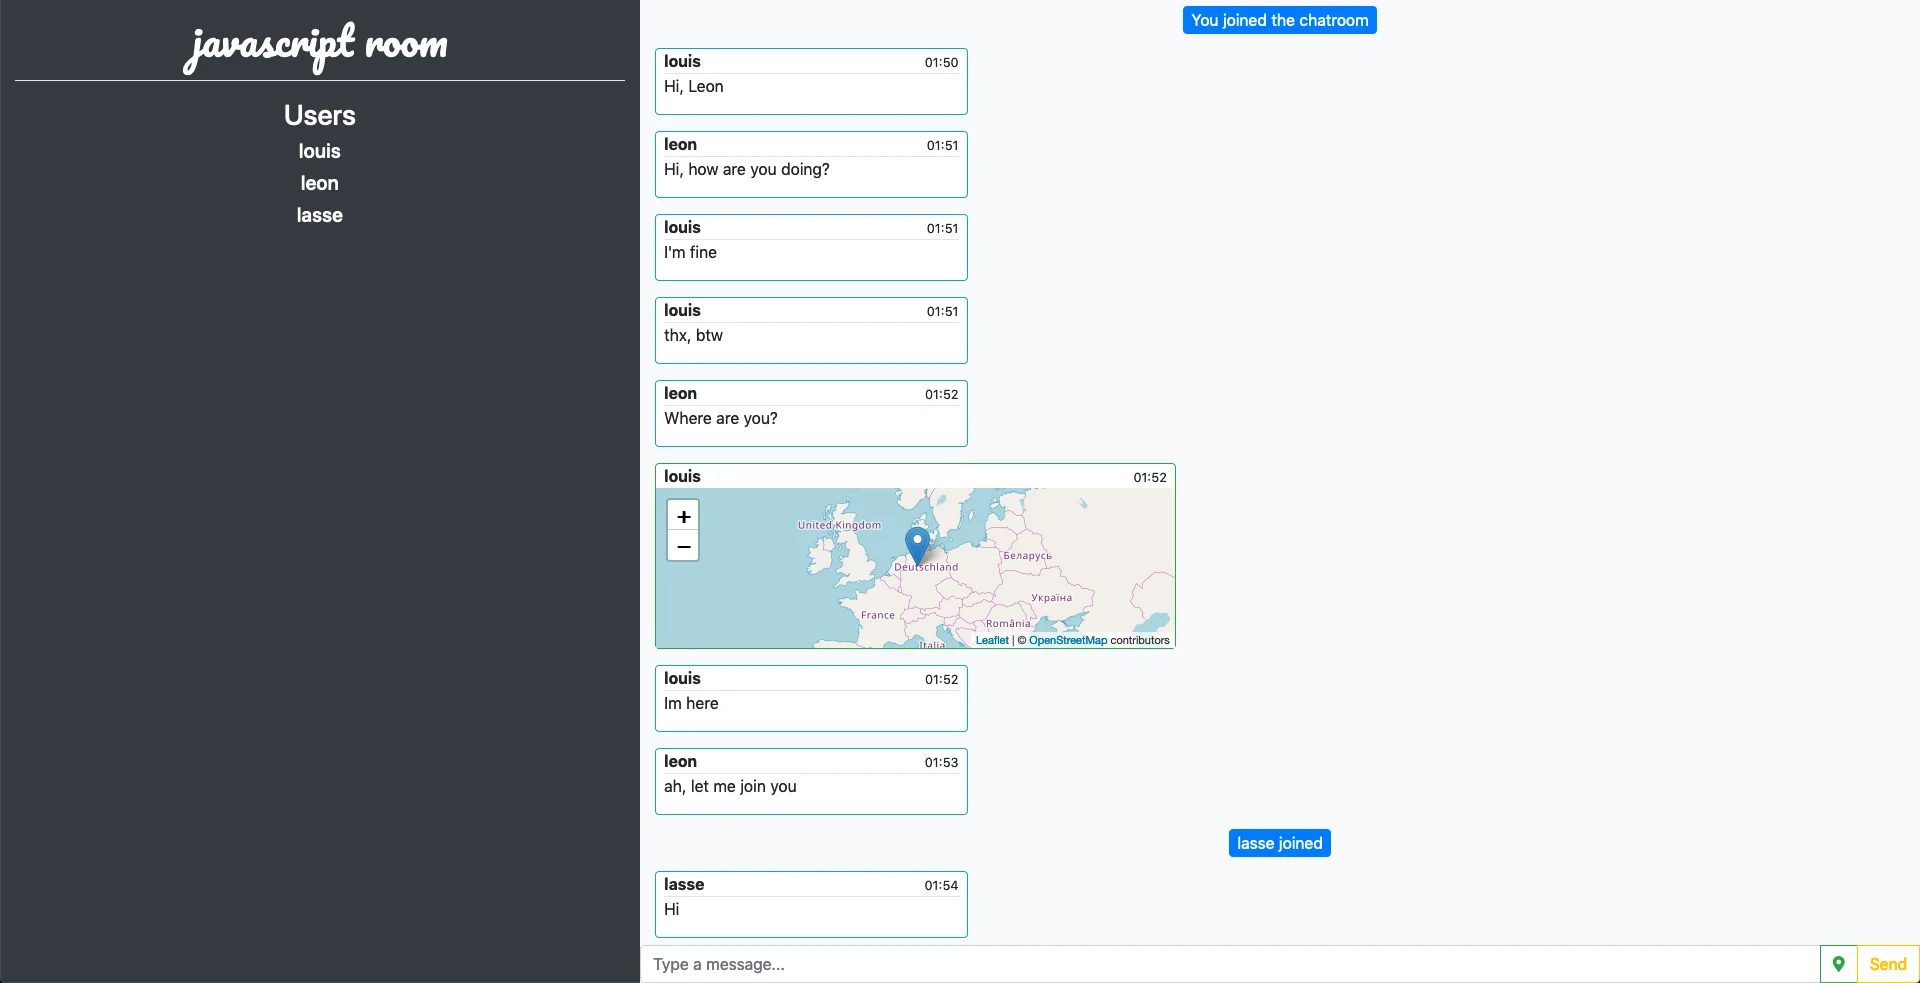 javascript room
Users
louis
leon
lasse
You joined the chatroom
louis 01:50
Hi, Leon
leon 01:51
Hi, how are you doing?
louis 01:51
I'm fine
louis 01:51
thx, btw
leon 01:52
Where are you?
louis 01:52
+
−
United Kingdom
Беларусь
Deutschland
Україна
France
România
Italia
Leaflet | © OpenStreetMap contributors
louis 01:52
Im here
leon 01:53
ah, let me join you
lasse joined
lasse 01:54
Hi
Type a message...
Send